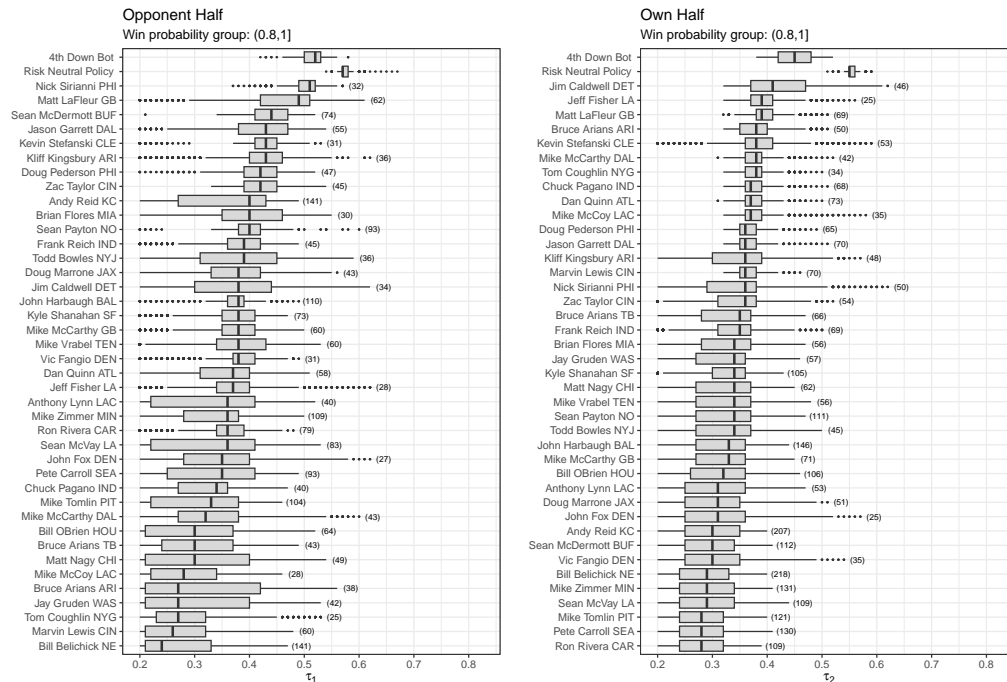 Opponent Half
Win probability group: (0.8,1]
4th Down Bot
Risk Neutral Policy
Nick Sirianni PHI (32)
Matt LaFleur GB (62)
Sean McDermott BUF (74)
Jason Garrett DAL (55)
Kevin Stefanski CLE (31)
Kliff Kingsbury ARI (36)
Doug Pederson PHI (47)
Zac Taylor CIN (45)
Andy Reid KC (141)
Brian Flores MIA (30)
Sean Payton NO (93)
Frank Reich IND (45)
Todd Bowles NYJ (36)
Doug Marrone JAX (43)
Jim Caldwell DET (34)
John Harbaugh BAL (110)
Kyle Shanahan SF (73)
Mike McCarthy GB (60)
Mike Vrabel TEN (60)
Vic Fangio DEN (31)
Dan Quinn ATL (58)
Jeff Fisher LA (28)
Anthony Lynn LAC (40)
Mike Zimmer MIN (109)
Ron Rivera CAR (79)
Sean McVay LA (83)
John Fox DEN (27)
Pete Carroll SEA (93)
Chuck Pagano IND (40)
Mike Tomlin PIT (104)
Mike McCarthy DAL (43)
Bill OBrien HOU (64)
Bruce Arians TB (43)
Matt Nagy CHI (49)
Mike McCoy LAC (28)
Bruce Arians ARI (38)
Jay Gruden WAS (42)
Tom Coughlin NYG (25)
Marvin Lewis CIN (60)
Bill Belichick NE (141)
0.2 0.3 0.4 0.5 0.6 0.7 0.8
τ1
Own Half
Win probability group: (0.8,1]
4th Down Bot
Risk Neutral Policy
Jim Caldwell DET (46)
Jeff Fisher LA (25)
Matt LaFleur GB (69)
Bruce Arians ARI (50)
Kevin Stefanski CLE (53)
Mike McCarthy DAL (42)
Tom Coughlin NYG (34)
Chuck Pagano IND (68)
Dan Quinn ATL (73)
Mike McCoy LAC (35)
Doug Pederson PHI (65)
Jason Garrett DAL (70)
Kliff Kingsbury ARI (48)
Marvin Lewis CIN (70)
Nick Sirianni PHI (50)
Zac Taylor CIN (54)
Bruce Arians TB (66)
Frank Reich IND (69)
Brian Flores MIA (56)
Jay Gruden WAS (57)
Kyle Shanahan SF (105)
Matt Nagy CHI (62)
Mike Vrabel TEN (56)
Sean Payton NO (111)
Todd Bowles NYJ (45)
John Harbaugh BAL (146)
Mike McCarthy GB (71)
Bill OBrien HOU (106)
Anthony Lynn LAC (53)
Doug Marrone JAX (51)
John Fox DEN (25)
Andy Reid KC (207)
Sean McDermott BUF (112)
Vic Fangio DEN (35)
Bill Belichick NE (218)
Mike Zimmer MIN (131)
Sean McVay LA (109)
Mike Tomlin PIT (121)
Pete Carroll SEA (130)
Ron Rivera CAR (109)
0.2 0.3 0.4 0.5 0.6 0.7 0.8
τ2